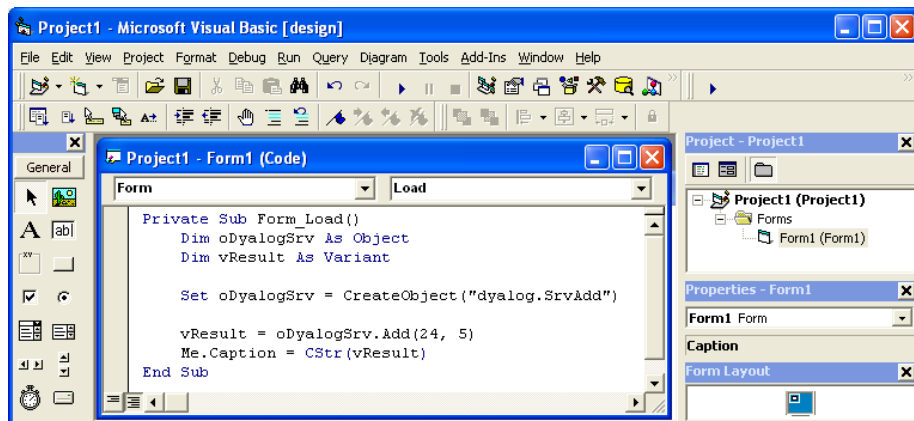 Project1 - Microsoft Visual Basic [design]
File Edit View Project Format Debug Run Query Diagram Tools Add-Ins Window Help
General
A ab|
XY
Project1 - Form1 (Code)
Form Load
Private Sub Form_Load()
Dim oDyalogSrv As Object
Dim vResult As Variant
Set oDyalogSrv = CreateObject("dyalog.SrvAdd")
vResult = oDyalogSrv.Add(24, 5)
Me.Caption = CStr(vResult)
End Sub
Project - Project1
Project1 (Project1)
Forms
Form1 (Form1)
Properties - Form1
Form1 Form
Caption
Form Layout